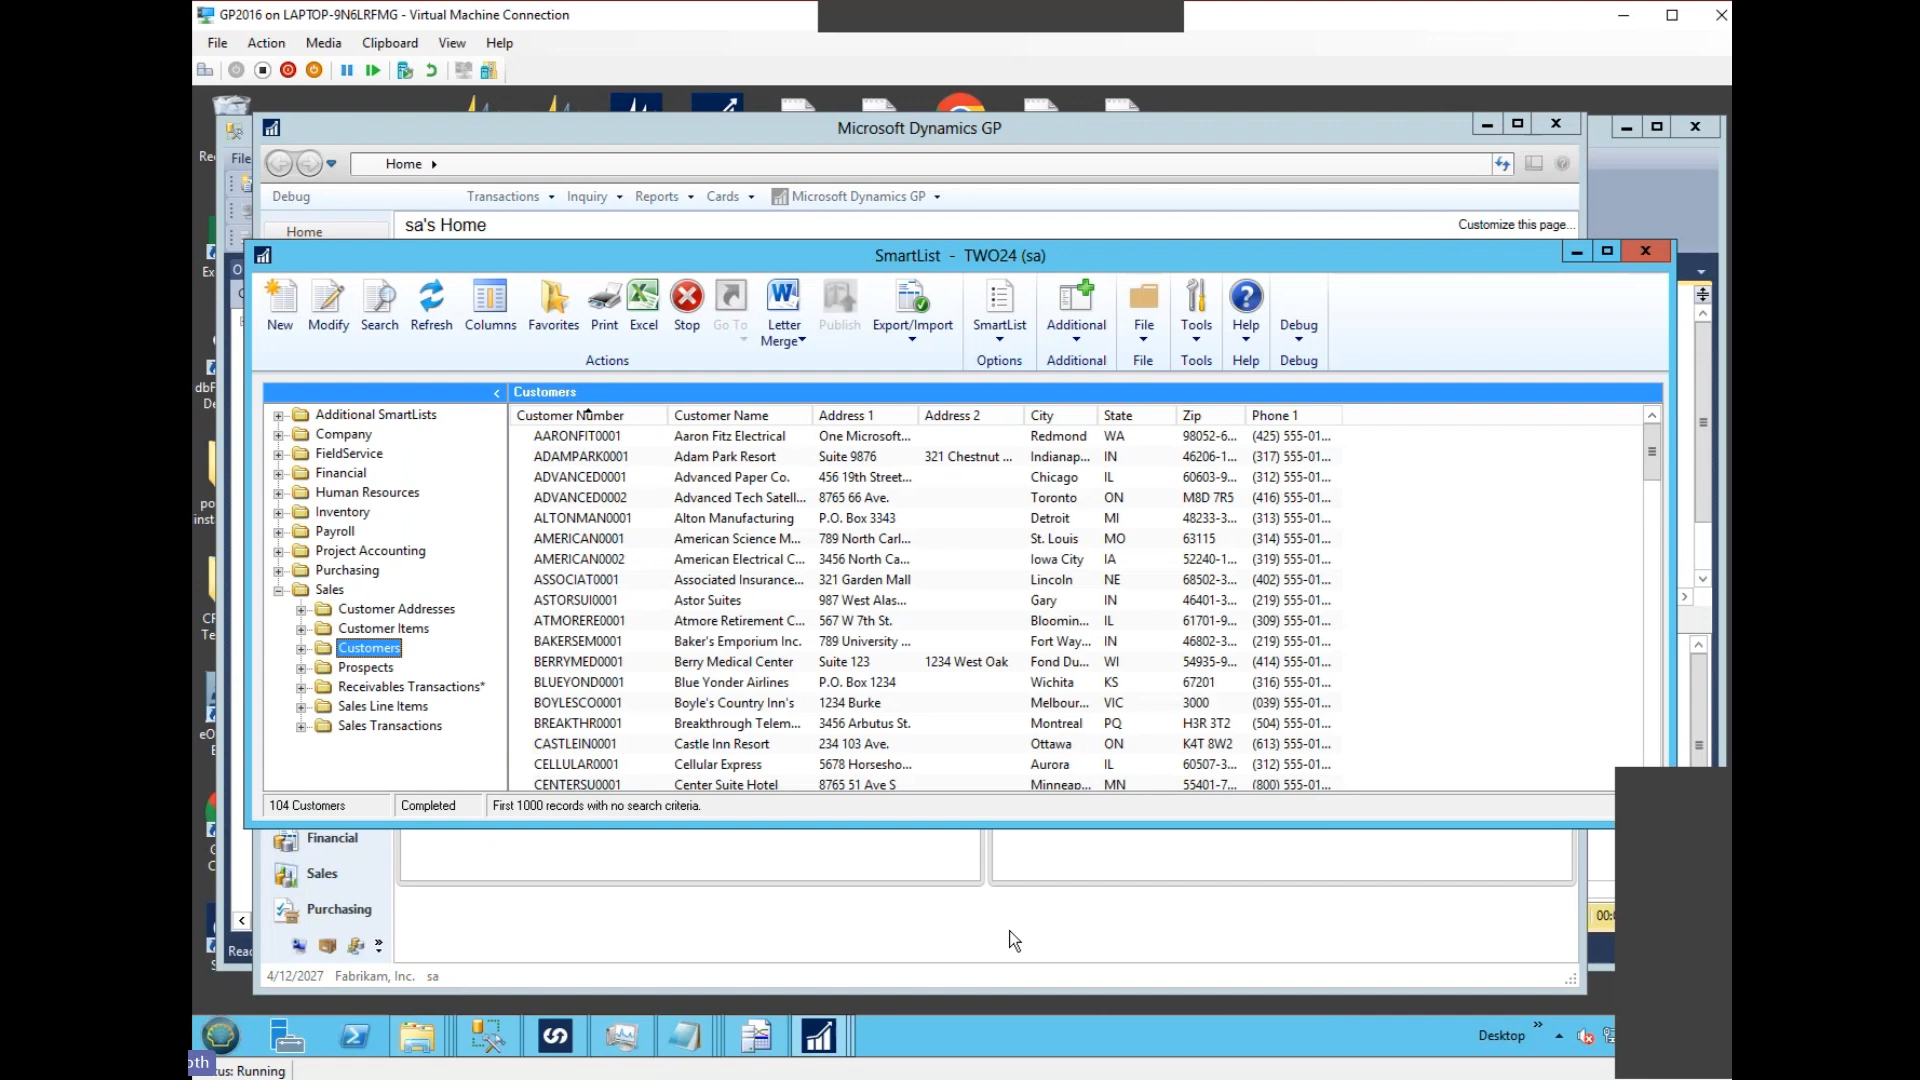 GP2016 on LAPTOP-9N6LRFMG - Virtual Machine Connection
File Action Media Clipboard View Help
Microsoft Dynamics GP
File
Home
Debug Transactions Inquiry Reports Cards Microsoft Dynamics GP
Home sa's Home Customize this page...
SmartList - TWO24 (sa)
New Modify Search Refresh Columns Favorites Print Excel Stop Go To Letter Merge Publish Export/Import SmartList Additional File Tools Help Debug
Actions Options Additional File Tools Help Debug
Customers
Additional SmartLists
Company
FieldService
Financial
Human Resources
Inventory
Payroll
Project Accounting
Purchasing
Sales
Customer Addresses
Customer Items
Customers
Prospects
Receivables Transactions*
Sales Line Items
Sales Transactions
Customer Number Customer Name Address 1 Address 2 City State Zip Phone 1
AARONFIT0001 Aaron Fitz Electrical One Microsoft... Redmond WA 98052-6... (425) 555-01...
ADAMPARK0001 Adam Park Resort Suite 9876 321 Chestnut ... Indianap... IN 46206-1... (317) 555-01...
ADVANCED0001 Advanced Paper Co. 456 19th Street... Chicago IL 60603-9... (312) 555-01...
ADVANCED0002 Advanced Tech Satell... 8765 66 Ave. Toronto ON M8D 7R5 (416) 555-01...
ALTONMAN0001 Alton Manufacturing P.O. Box 3343 Detroit MI 48233-3... (313) 555-01...
AMERICAN0001 American Science M... 789 North Carl... St. Louis MO 63115 (314) 555-01...
AMERICAN0002 American Electrical C... 3456 North Ca... Iowa City IA 52240-1... (319) 555-01...
ASSOCIAT0001 Associated Insurance... 321 Garden Mall Lincoln NE 68502-3... (402) 555-01...
ASTORSUI0001 Astor Suites 987 West Alas... Gary IN 46401-3... (219) 555-01...
ATMORERE0001 Atmore Retirement C... 567 W 7th St. Bloomin... IL 61701-9... (309) 555-01...
BAKERSEM0001 Baker's Emporium Inc. 789 University ... Fort Way... IN 46802-3... (219) 555-01...
BERRYMED0001 Berry Medical Center Suite 123 1234 West Oak Fond Du... WI 54935-9... (414) 555-01...
BLUEYOND0001 Blue Yonder Airlines P.O. Box 1234 Wichita KS 67201 (316) 555-01...
BOYLESCO0001 Boyle's Country Inn's 1234 Burke Melbour... VIC 3000 (039) 555-01...
BREAKTHR0001 Breakthrough Telem... 3456 Arbutus St. Montreal PQ H3R 3T2 (504) 555-01...
CASTLEIN0001 Castle Inn Resort 234 103 Ave. Ottawa ON K4T 8W2 (613) 555-01...
CELLULAR0001 Cellular Express 5678 Horsesho... Aurora IL 60507-3... (312) 555-01...
CENTERSU0001 Center Suite Hotel 8765 51 Ave S Minneap... MN 55401-7... (800) 555-01...
104 Customers Completed First 1000 records with no search criteria.
Financial
Sales
Purchasing
4/12/2027 Fabrikam, Inc. sa
Desktop
oth
us: Running